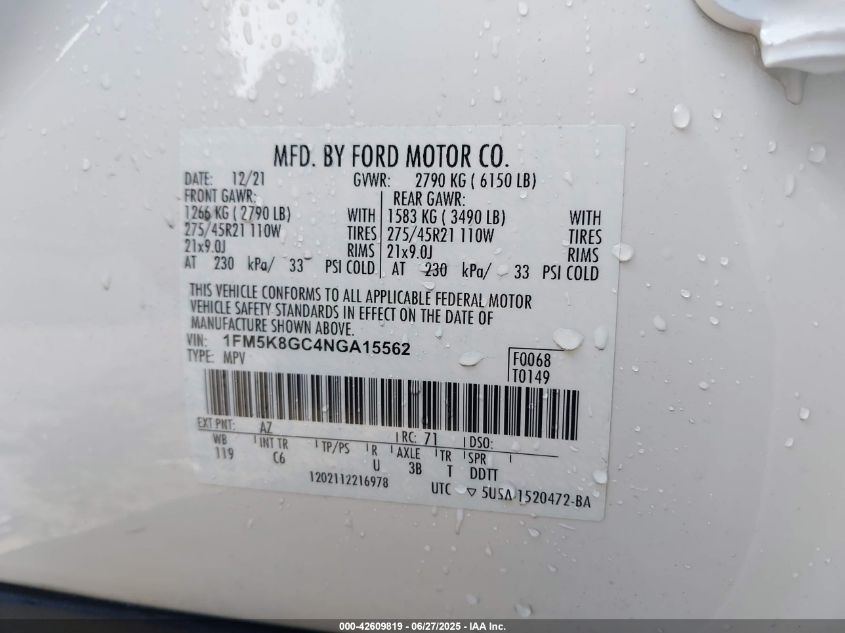 MFD. BY FORD MOTOR CO.
DATE: 12/21 GVWR: 2790 KG ( 6150 LB)
FRONT GAWR: REAR GAWR:
1266 KG ( 2790 LB) WITH 1583 KG ( 3490 LB) WITH
275/45R21 110W TIRES 275/45R21 110W TIRES
21x9.0J RIMS 21x9.0J RIMS
AT 230 kPa/ 33 PSI COLD AT 230 kPa/ 33 PSI COLD
THIS VEHICLE CONFORMS TO ALL APPLICABLE FEDERAL MOTOR
VEHICLE SAFETY STANDARDS IN EFFECT ON THE DATE OF
MANUFACTURE SHOWN ABOVE.
VIN: 1FM5K8GC4NGA15562 F0068
TYPE: MPV T0149
EXT PNT: AZ RC: 71 DSO:
WB INT TR TP/PS R AXLE TR SPR
119 C6 U 3B T DDTT
1202112216978 UTC ▽ 5USA-1520472-BA
000-42609819 - 06/27/2025 - IAA Inc.